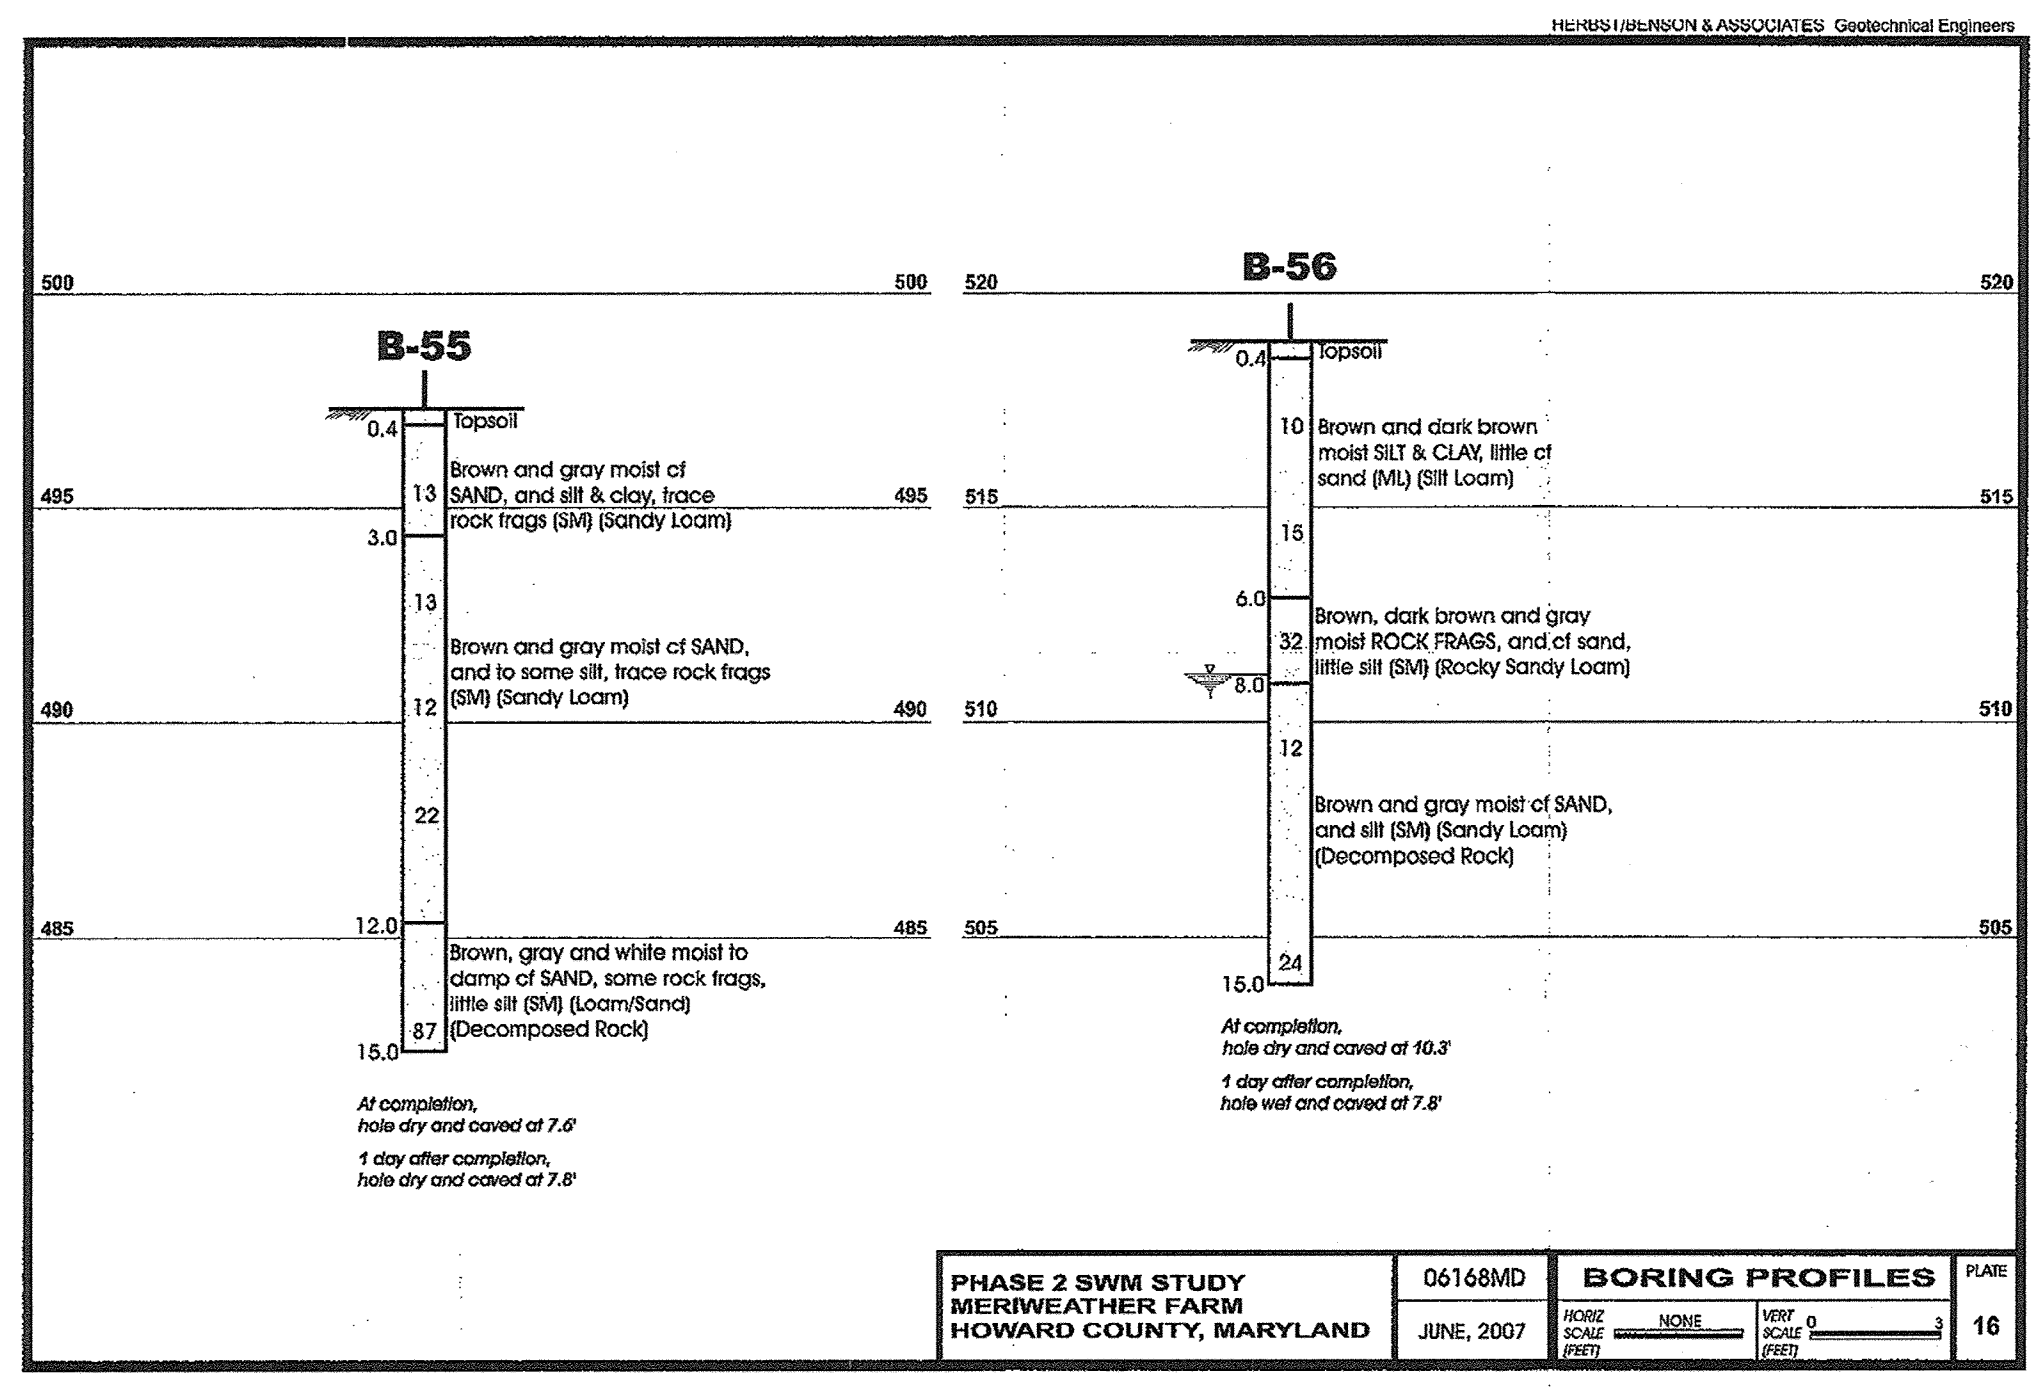 HERBST/BENSON & ASSOCIATES Geotechnical Engineers
500
500
B-55
0.4
Topsoil
13
Brown and gray moist cf
SAND, and silt & clay, trace
rock frags (SM) (Sandy Loam)
495
495
3.0
13
Brown and gray moist cf SAND,
and to some silt, trace rock frags
(SM) (Sandy Loam)
12
490
490
22
12.0
485
485
Brown, gray and white moist to
damp cf SAND, some rock frags,
little silt (SM) (Loam/Sand)
(Decomposed Rock)
87
15.0
At completion,
hole dry and caved at 7.6'
1 day after completion,
hole dry and caved at 7.8'
520
520
B-56
0.4
Topsoil
10
Brown and dark brown
moist SILT & CLAY, little cf
sand (ML) (Silt Loam)
515
515
15
6.0
Brown, dark brown and gray
moist ROCK FRAGS, and cf sand,
little silt (SM) (Rocky Sandy Loam)
32
8.0
510
510
12
Brown and gray moist cf SAND,
and silt (SM) (Sandy Loam)
(Decomposed Rock)
505
505
24
15.0
At completion,
hole dry and caved at 10.3'
1 day after completion,
hole wet and caved at 7.8'
PHASE 2 SWM STUDY
MERIWEATHER FARM
HOWARD COUNTY, MARYLAND
06168MD
JUNE, 2007
BORING PROFILES
HORIZ
SCALE
(FEET)
NONE
VERT
SCALE
(FEET)
0
3
PLATE
16